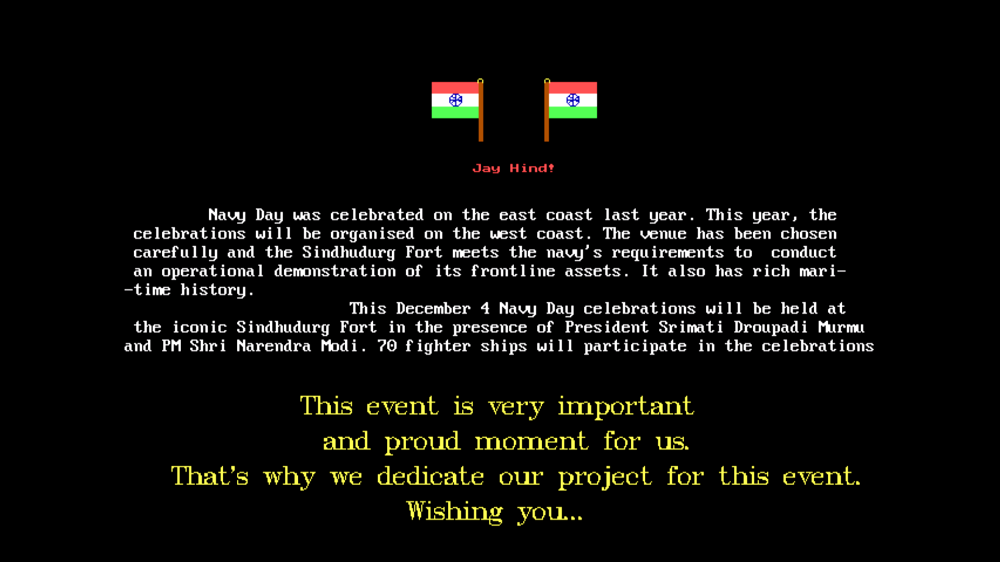 Jay Hind!
Navy Day was celebrated on the east coast last year. This year, the
celebrations will be organised on the west coast. The venue has been chosen
carefully and the Sindhudurg Fort meets the navy's requirements to  conduct
an operational demonstration of its frontline assets. It also has rich mari-
-time history.
This December 4 Navy Day celebrations will be held at
the iconic Sindhudurg Fort in the presence of President Srimati Droupadi Murmu
and PM Shri Narendra Modi. 70 fighter ships will participate in the celebrations
This event is very important
and proud moment for us.
That's why we dedicate our project for this event.
Wishing you...